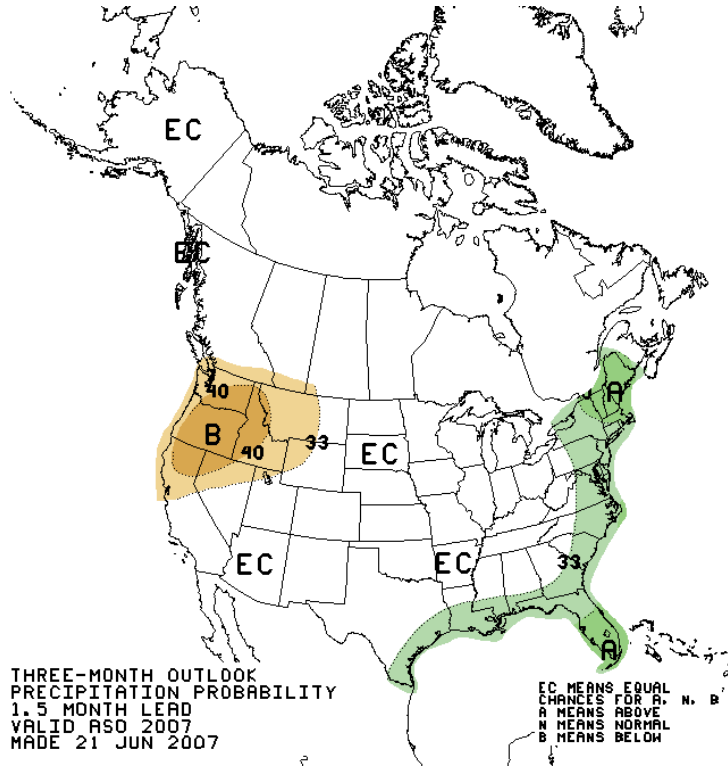 EC
EC
40
A
B
33
EC
40
EC
EC
33
A
THREE-MONTH OUTLOOK
PRECIPITATION PROBABILITY
1.5 MONTH LEAD
VALID ASO 2007
MADE 21 JUN 2007
EC MEANS EQUAL
CHANCES FOR A, N, B
A MEANS ABOVE
N MEANS NORMAL
B MEANS BELOW